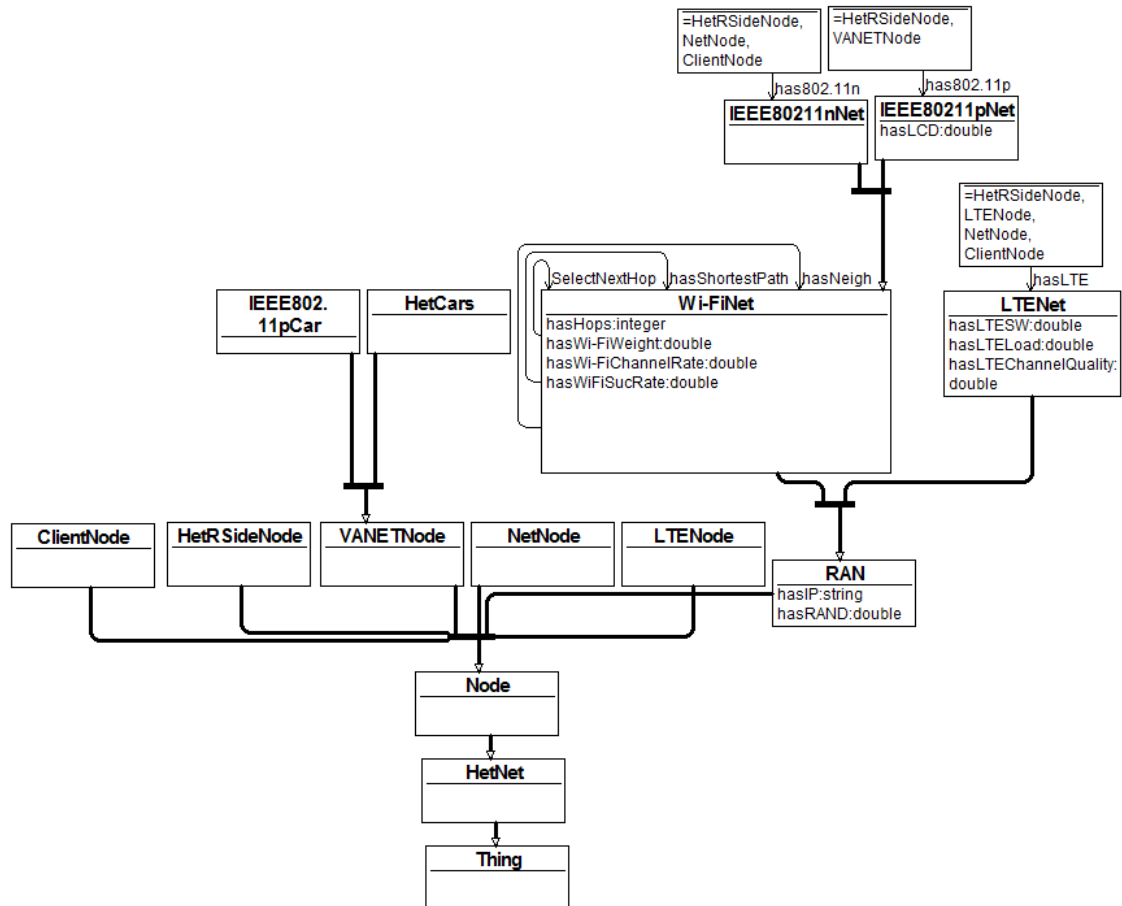 =HetRSideNode,
NetNode,
ClientNode
=HetRSideNode,
VANETNode
has802.11n
has802.11p
IEEE80211nNet
IEEE80211pNet
hasLCD:double
=HetRSideNode,
LTENode,
NetNode,
ClientNode
SelectNextHop
hasShortestPath
hasNeigh
hasLTE
IEEE802.
11pCar
HetCars
Wi-FiNet
hasHops:integer
hasWi-FiWeight:double
hasWi-FiChannelRate:double
hasWiFiSucRate:double
LTENet
hasLTESW:double
hasLTELoad:double
hasLTEChannelQuality:
double
ClientNode
HetRSideNode
VANETNode
NetNode
LTENode
RAN
hasIP:string
hasRAND:double
Node
HetNet
Thing